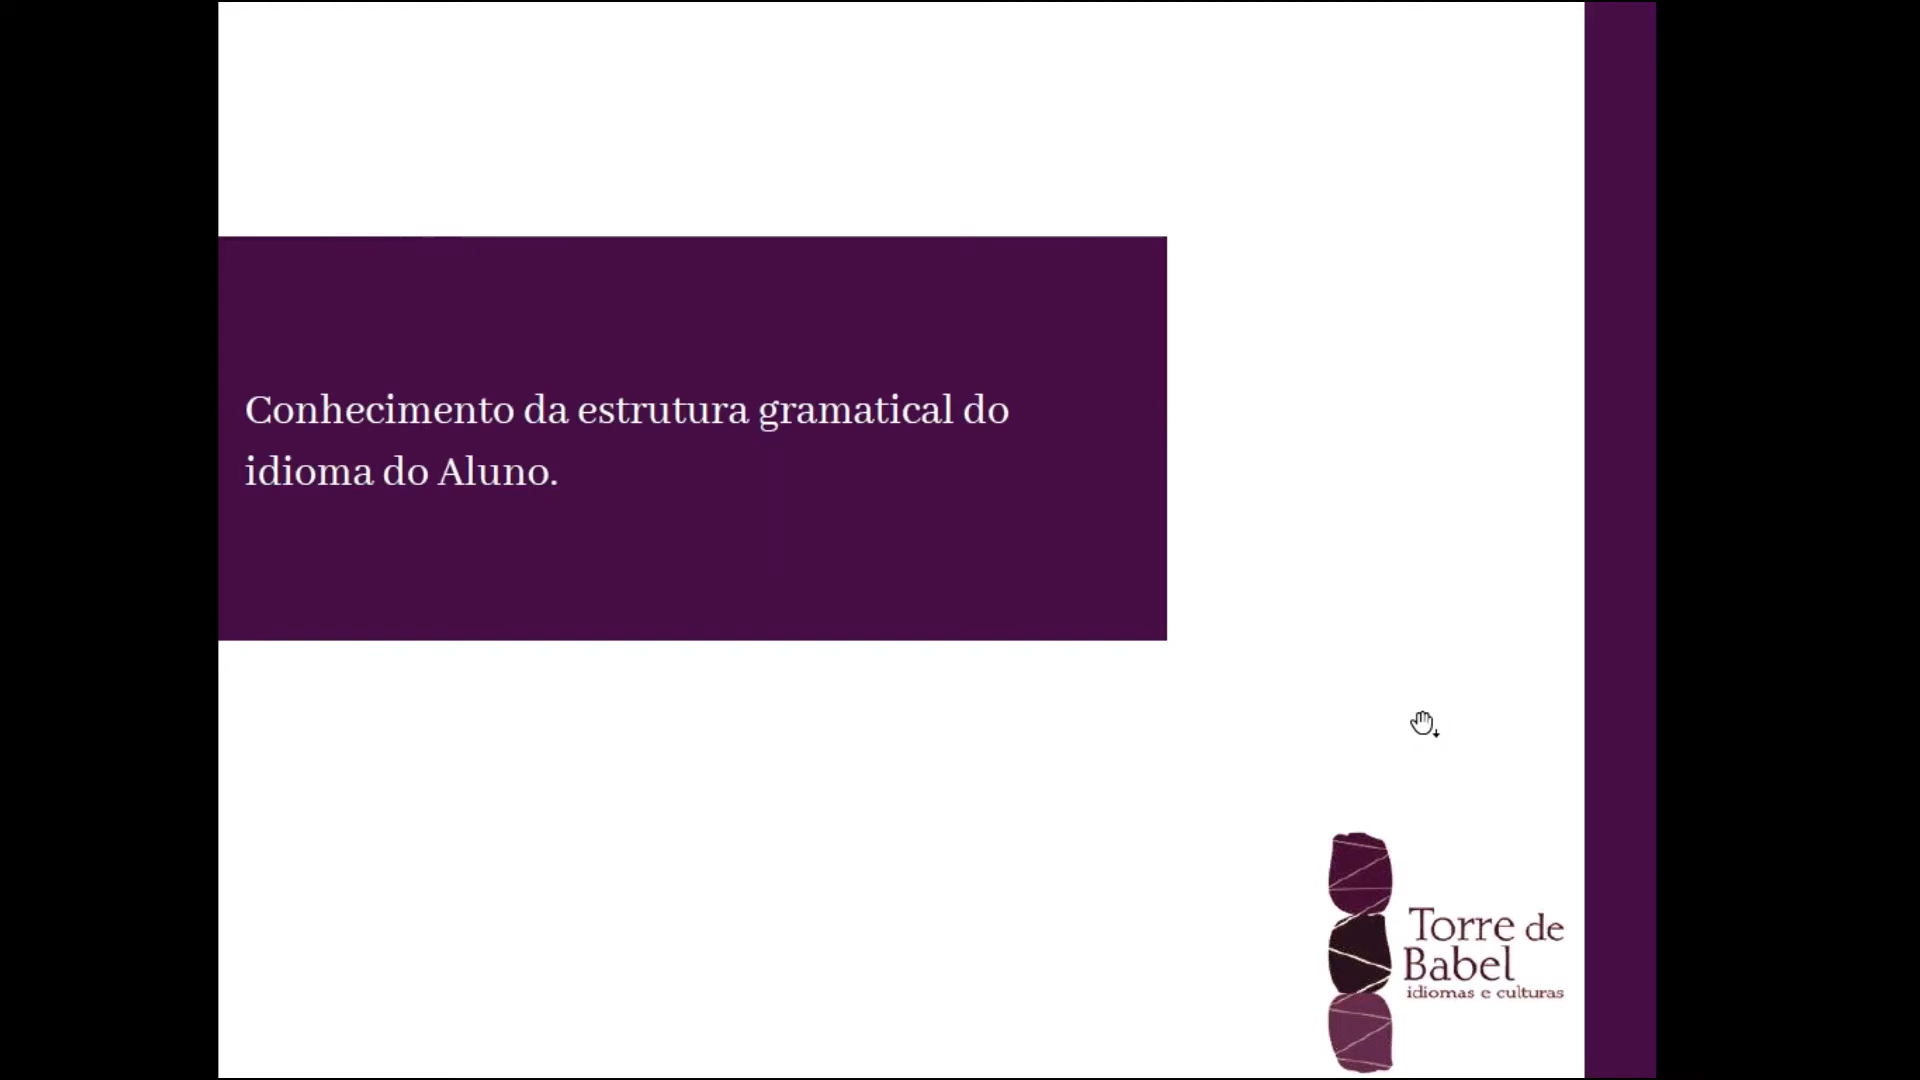 Conhecimento da estrutura gramatical do
idioma do Aluno.
Torre de
Babel
idiomas e culturas